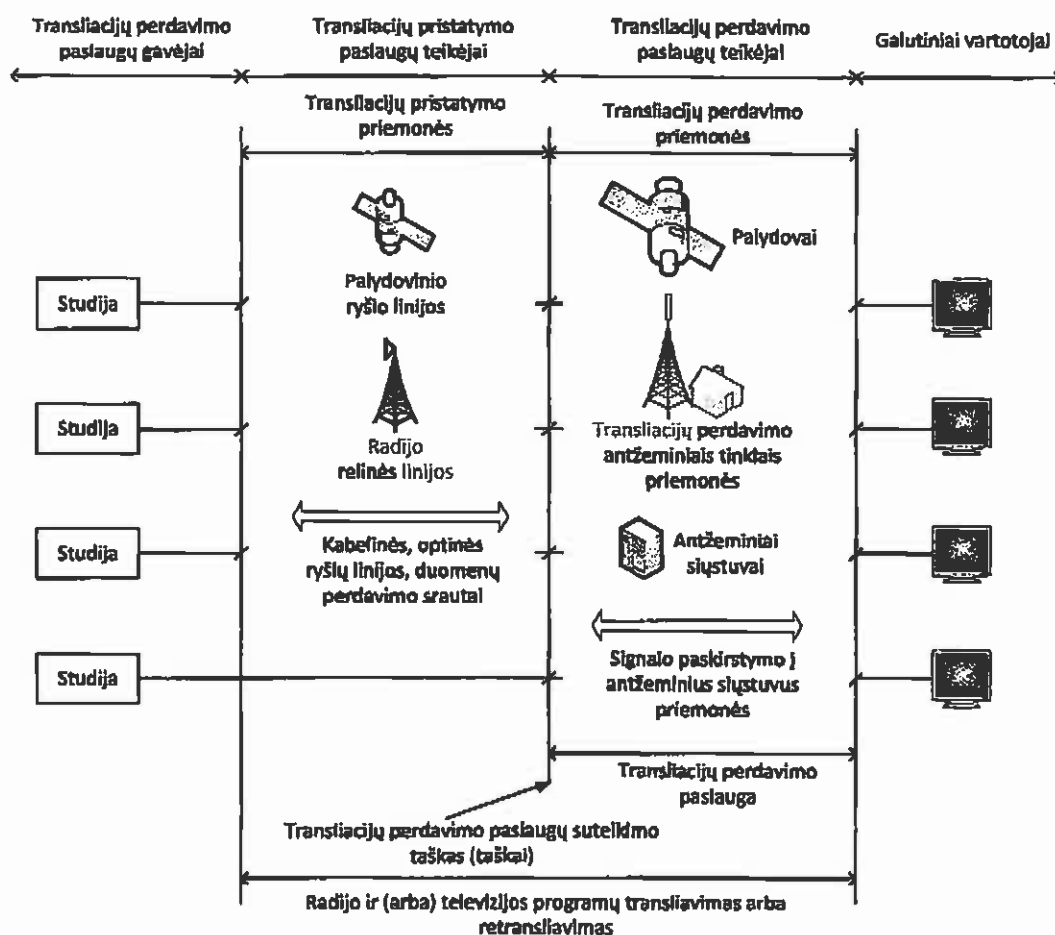 Transliacijų perdavimo
paslaugų gavėjai
Transliacijų pristatymo
paslaugų teikėjai
Transliacijų perdavimo
paslaugų teikėjai
Galutiniai vartotojai
Transliacijų pristatymo
priemonės
Transliacijų perdavimo
priemonės
Palydovinio
ryšio linijos
Palydovai
Studija
Studija
Studija
Studija
Radijo
relinės linijos
Transliacijų perdavimo
antžeminiais tinklais
priemonės
Kabelinės, optinės
ryšių linijos, duomenų
perdavimo srautai
Antžeminiai
siųstuvai
Signalo paskirstymo į
antžeminius siųstuvus
priemonės
Transliacijų perdavimo
paslauga
Transliacijų perdavimo paslaugų suteikimo
taškas (taškai)
Radijo ir (arba) televizijos programų transliavimas arba
retransliavimas